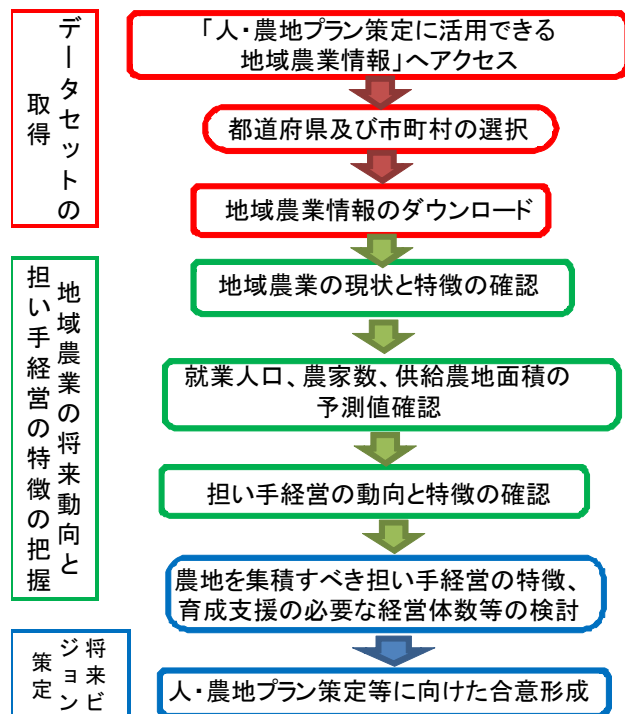 データセットの
取得
「人・農地プラン策定に活用できる
地域農業情報」へアクセス
都道府県及び市町村の選択
地域農業情報のダウンロード
地域農業の将来動向と
担い手経営の特徴の把握
地域農業の現状と特徴の確認
就業人口、農家数、供給農地面積の
予測値確認
担い手経営の動向と特徴の確認
農地を集積すべき担い手経営の特徴、
育成支援の必要な経営体数等の検討
将来ビ
ジョン
策定
人・農地プラン策定等に向けた合意形成